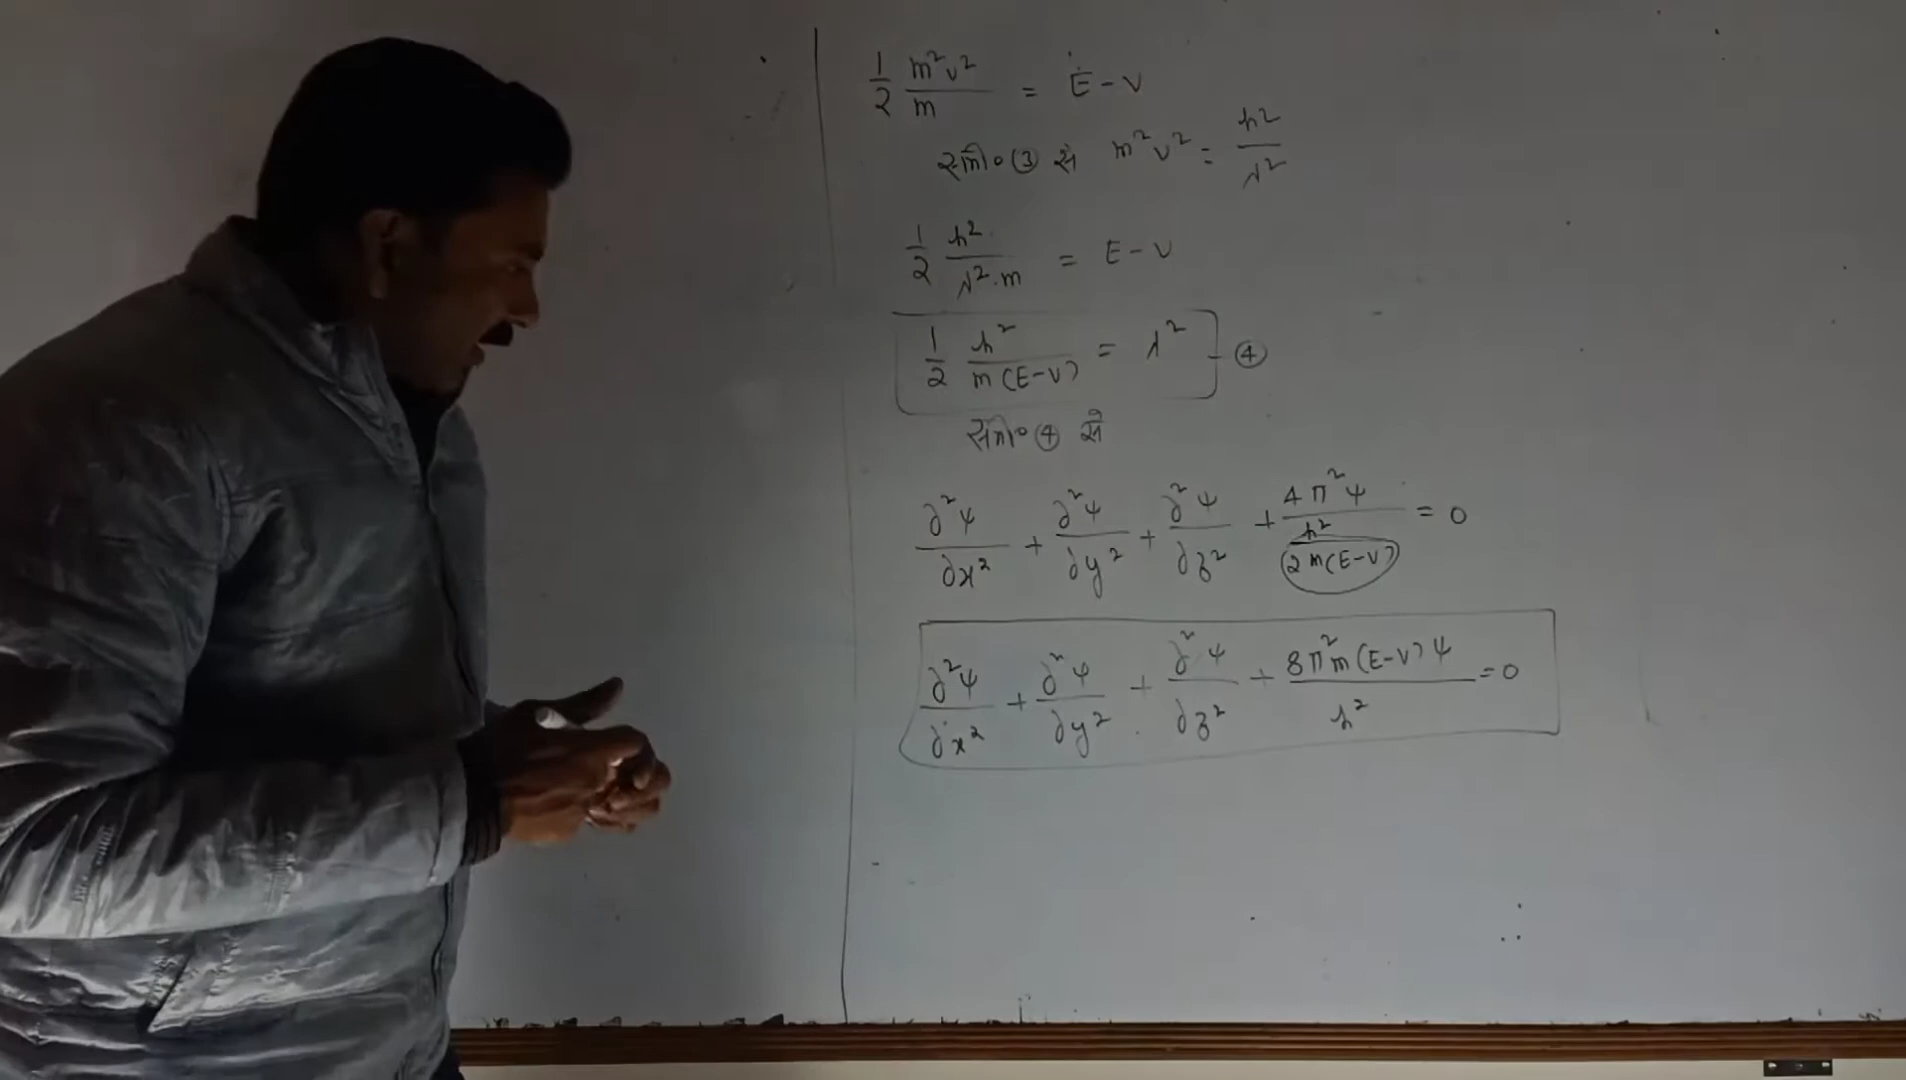 1/2 m²v²/m = E-V
समी० ③ से m²v² = h²/λ²
1/2 h²/λ².m = E-V
1/2 h²/m(E-V) = λ² - ④
समी० ④ से
∂²ψ/∂x² + ∂²ψ/∂y² + ∂²ψ/∂z² + 4π²ψ/h²/2m(E-V) = 0
∂²ψ/∂x² + ∂²ψ/∂y² + ∂²ψ/∂z² + 8π²m(E-V)ψ/h² = 0